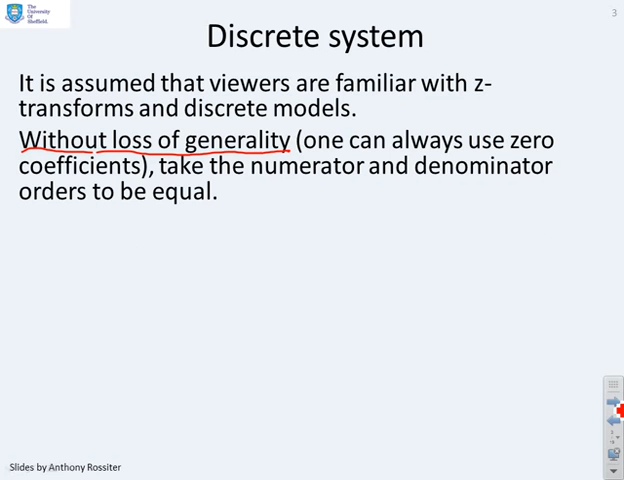 The
University
Of
Sheffield.
3
Discrete system
It is assumed that viewers are familiar with z-
transforms and discrete models.
Without loss of generality (one can always use zero
coefficients), take the numerator and denominator
orders to be equal.
Slides by Anthony Rossiter